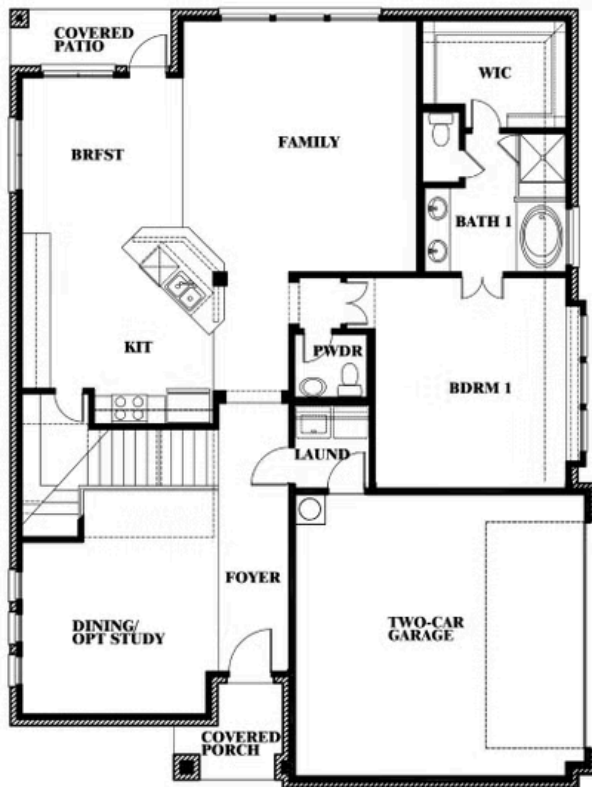 COVERED
PATIO
WIC
BRFST
FAMILY
BATH 1
KIT
PWDR
BDRM 1
LAUND
FOYER
DINING/
OPT STUDY
TWO-CAR
GARAGE
COVERED
PORCH